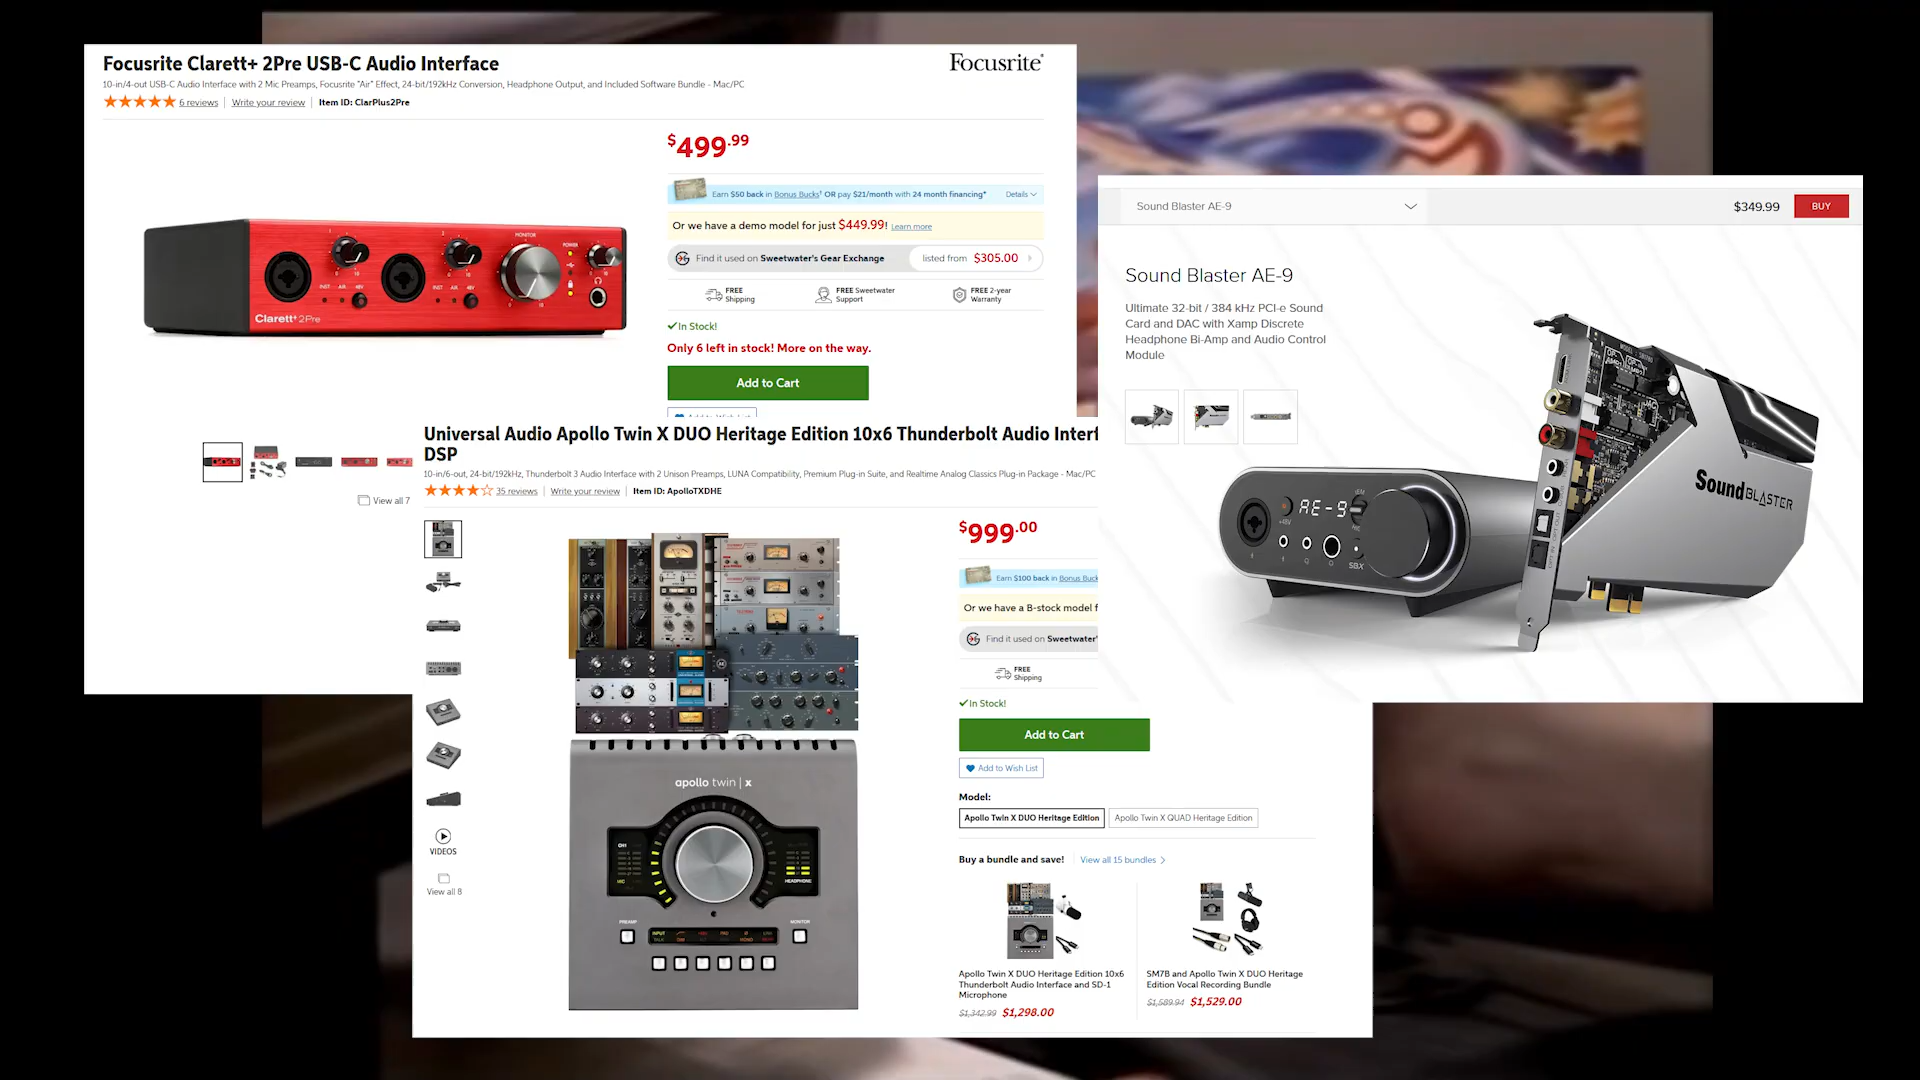 Focusrite Clarett+ 2Pre USB-C Audio Interface
Focusrite
10-in/4-out USB-C Audio Interface with 2 Mic Preamps, Focusrite "Air" Effect, 24-bit/192kHz Conversion, Headphone Output, and Included Software Bundle - Mac/PC
6 reviews
Write your review
Item ID: ClarPlus2Pre
$499.99
Earn $50 back in Bonus Bucks† OR pay $21/month with 24 month financing*
Details
Or we have a demo model for just $449.99! Learn more
Find it used on Sweetwater's Gear Exchange
listed from $305.00
FREE Shipping
FREE Sweetwater Support
FREE 2-year Warranty
In Stock!
Only 6 left in stock! More on the way.
Add to Cart
View all 7
MONITOR
POWER
INST AIR 48V
INST AIR 48V
Clarett+ 2Pre
Universal Audio Apollo Twin X DUO Heritage Edition 10x6 Thunderbolt Audio Interf
DSP
10-in/6-out, 24-bit/192kHz, Thunderbolt 3 Audio Interface with 2 Unison Preamps, LUNA Compatibility, Premium Plug-in Suite, and Realtime Analog Classics Plug-in Package - Mac/PC
35 reviews
Write your review
Item ID: ApolloTXDHE
$999.00
Earn $100 back in Bonus Buck
Or we have a B-stock model f
Find it used on Sweetwater'
FREE Shipping
In Stock!
Add to Cart
Add to Wish List
Model:
Apollo Twin X DUO Heritage Edition
Apollo Twin X QUAD Heritage Edition
Buy a bundle and save!
View all 15 bundles
Apollo Twin X DUO Heritage Edition 10x6
Thunderbolt Audio Interface and SD-1
Microphone
$1,342.99 $1,298.00
SM7B and Apollo Twin X DUO Heritage
Edition Vocal Recording Bundle
$1,589.94 $1,529.00
VIDEOS
View all 8
apollo twin | x
HEADPHONE
PREAMP
MONITOR
Sound Blaster AE-9
$349.99
BUY
Sound Blaster AE-9
Ultimate 32-bit / 384 kHz PCI-e Sound
Card and DAC with Xamp Discrete
Headphone Bi-Amp and Audio Control
Module
AE-9
+48V
SBX
Sound BLASTER